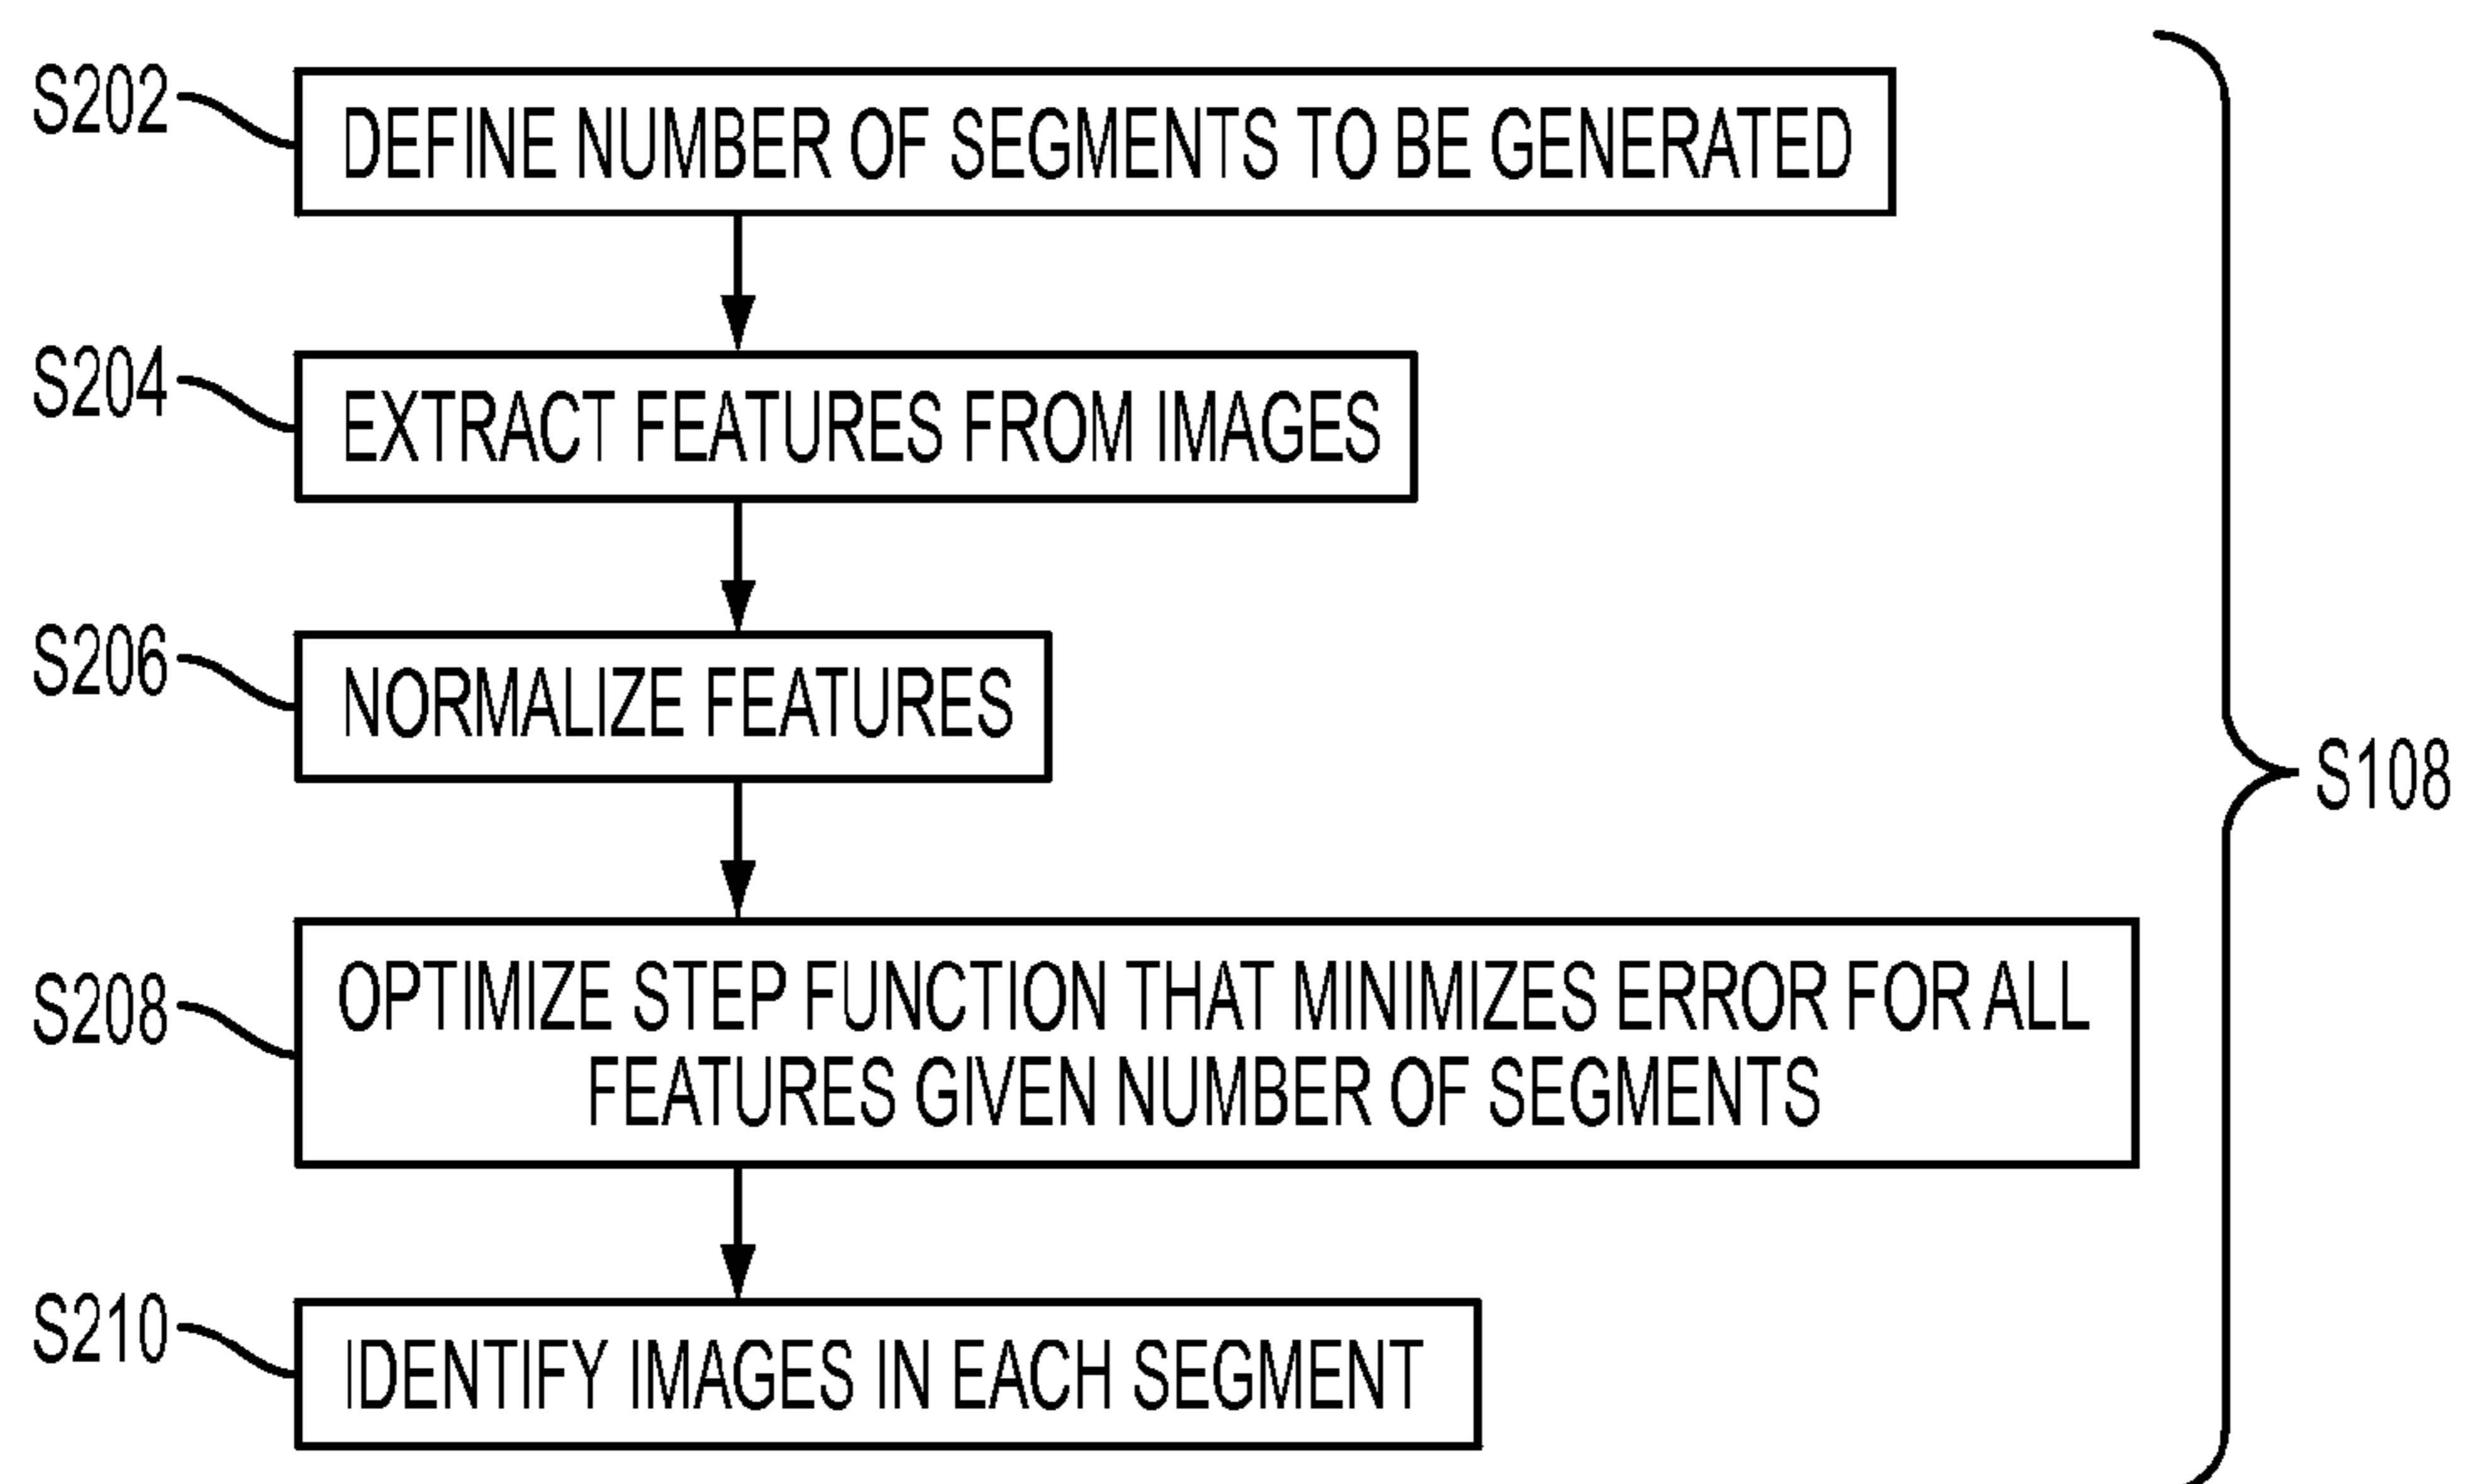 S202
DEFINE NUMBER OF SEGMENTS TO BE GENERATED
S204
EXTRACT FEATURES FROM IMAGES
S206
NORMALIZE FEATURES
S108
S208
OPTIMIZE STEP FUNCTION THAT MINIMIZES ERROR FOR ALL
FEATURES GIVEN NUMBER OF SEGMENTS
S210
IDENTIFY IMAGES IN EACH SEGMENT